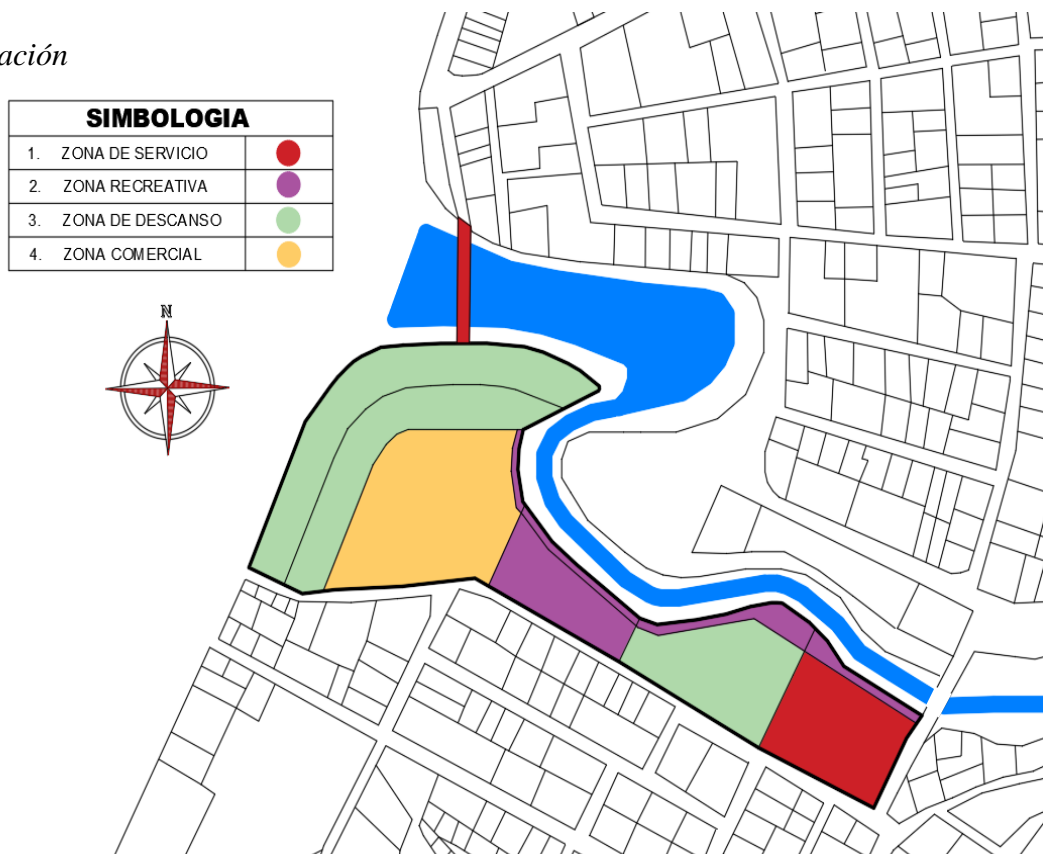 ación
SIMBOLOGIA
1. ZONA DE SERVICIO
2. ZONA RECREATIVA
3. ZONA DE DESCANSO
4. ZONA COMERCIAL
N